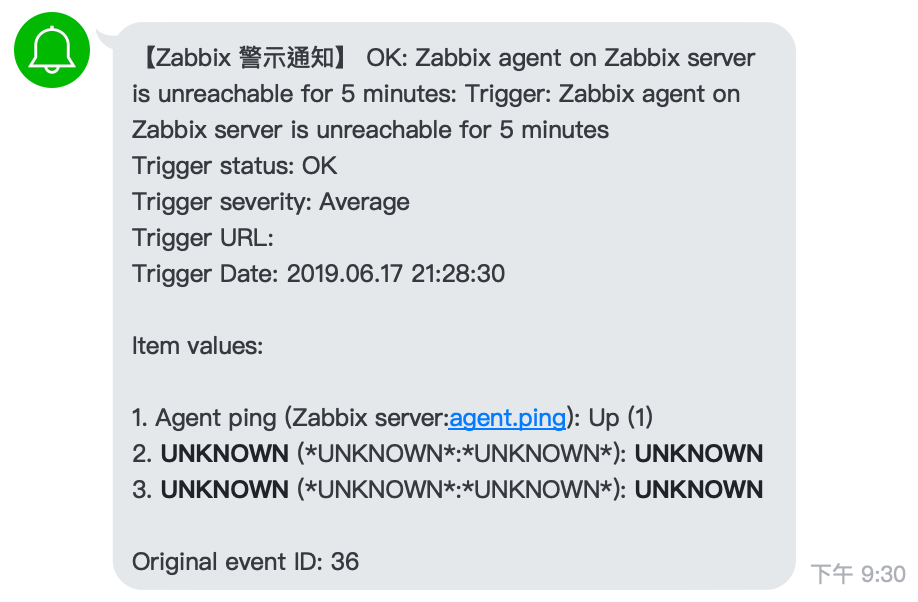 【Zabbix 警示通知】 OK: Zabbix agent on Zabbix server
is unreachable for 5 minutes: Trigger: Zabbix agent on
Zabbix server is unreachable for 5 minutes
Trigger status: OK
Trigger severity: Average
Trigger URL:
Trigger Date: 2019.06.17 21:28:30
Item values:
1. Agent ping (Zabbix server:agent.ping): Up (1)
2. UNKNOWN (*UNKNOWN*:*UNKNOWN*): UNKNOWN
3. UNKNOWN (*UNKNOWN*:*UNKNOWN*): UNKNOWN
Original event ID: 36
下午 9:30